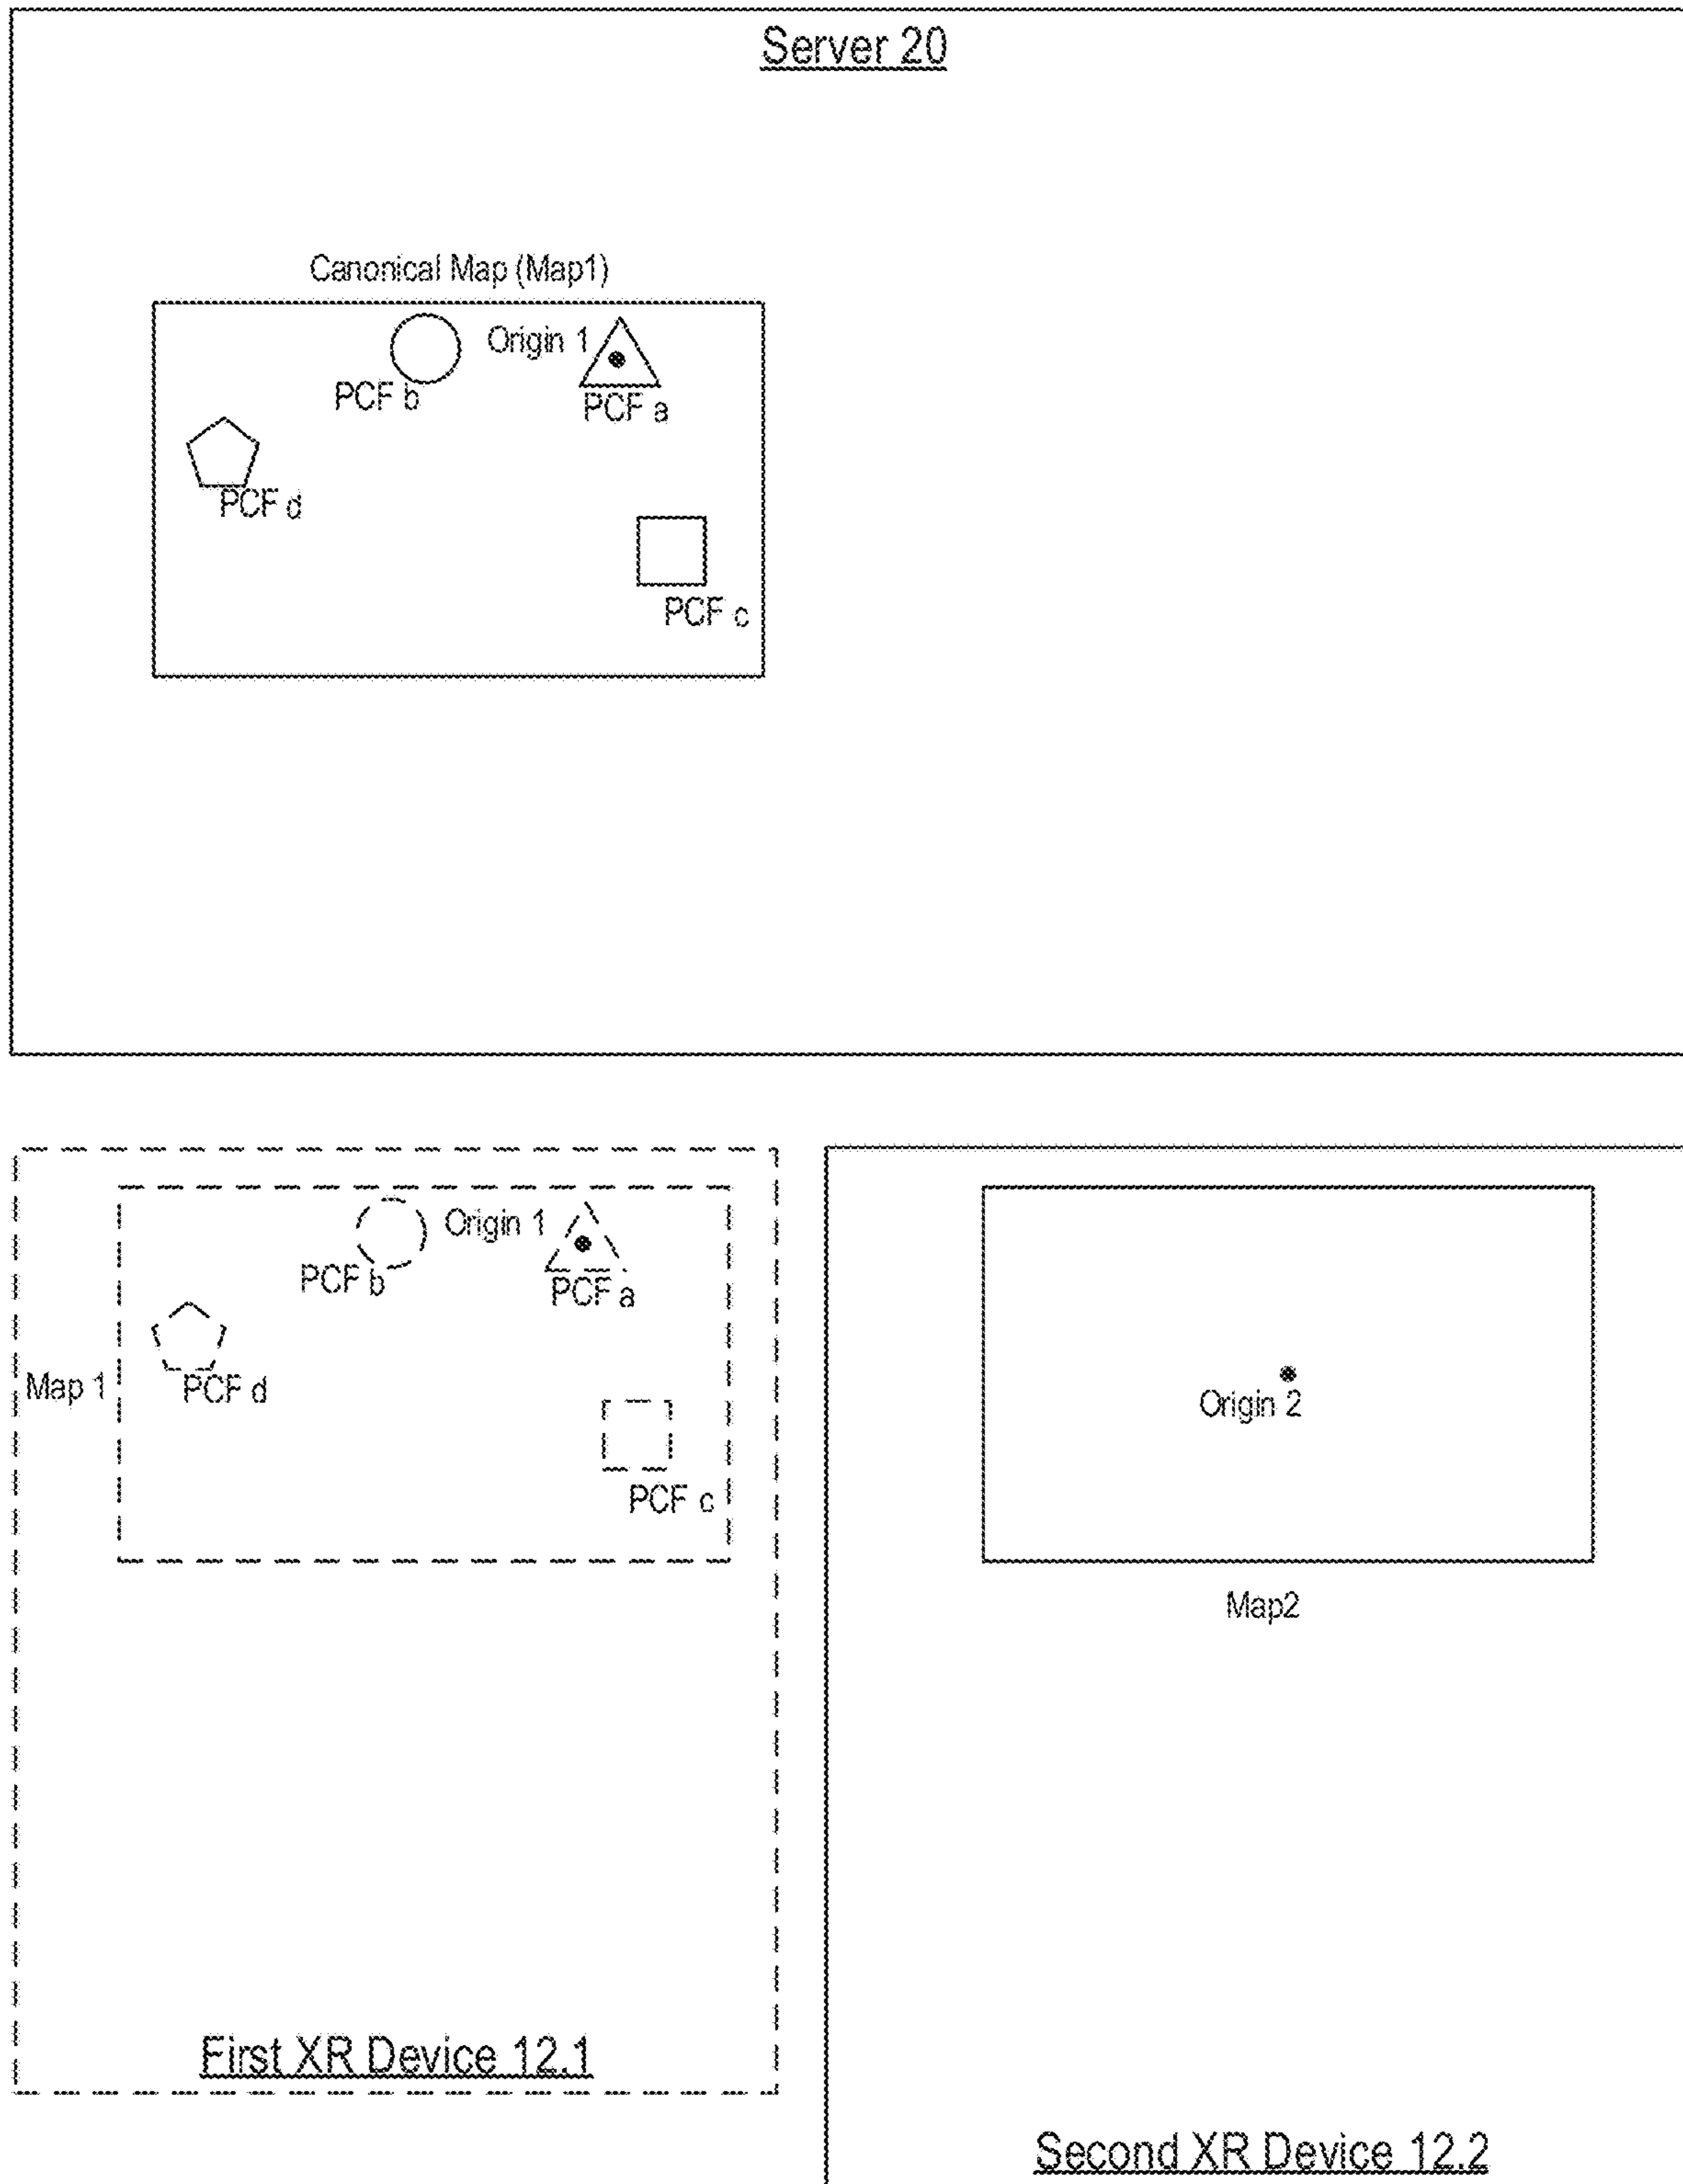 Server 20
Canonical Map (Map1)
Origin 1
PCF b
PCF a
PCF d
PCF c
Origin 1
PCF b
PCF a
Map 1
PCF d
PCF c
First XR Device 12.1
Origin 2
Map2
Second XR Device 12.2